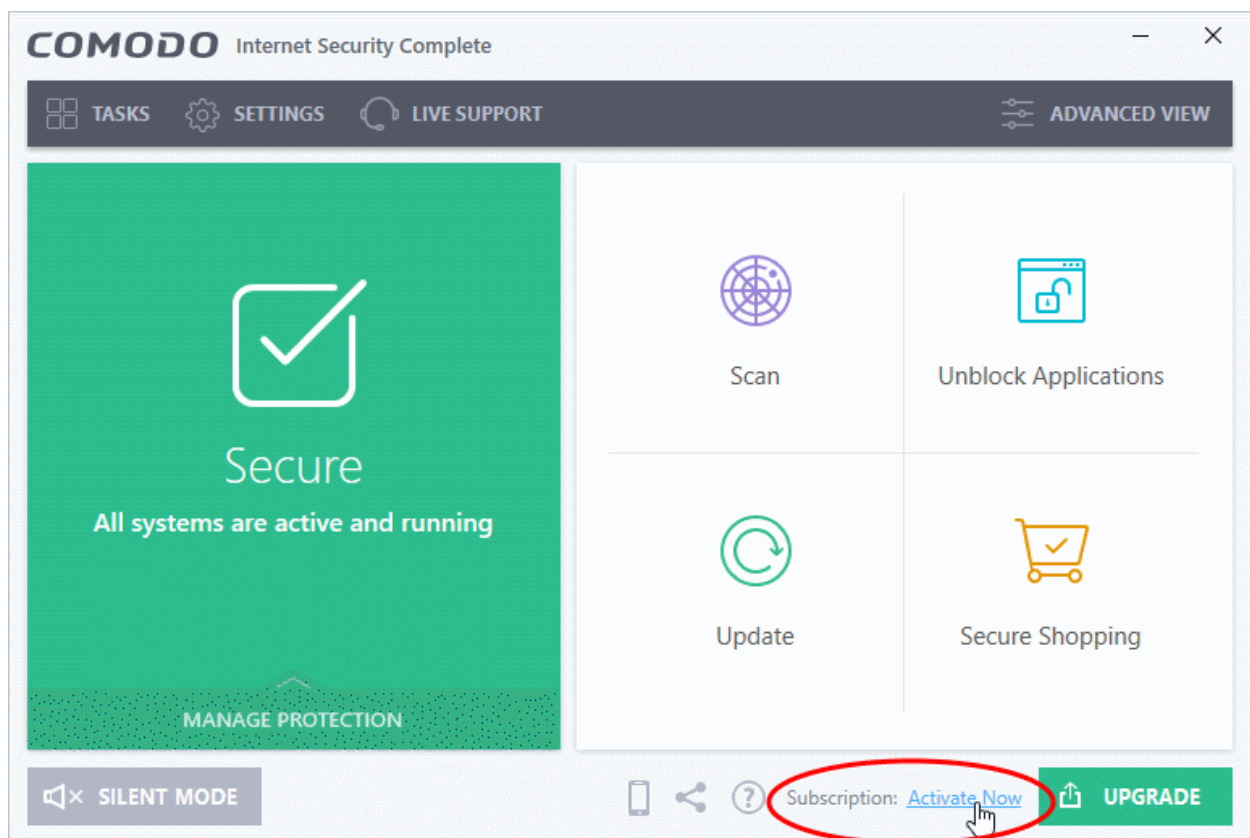 COMODO Internet Security Complete
TASKS SETTINGS LIVE SUPPORT ADVANCED VIEW
Secure
All systems are active and running
MANAGE PROTECTION
Scan
Unblock Applications
Update
Secure Shopping
SILENT MODE
? Subscription: Activate Now UPGRADE